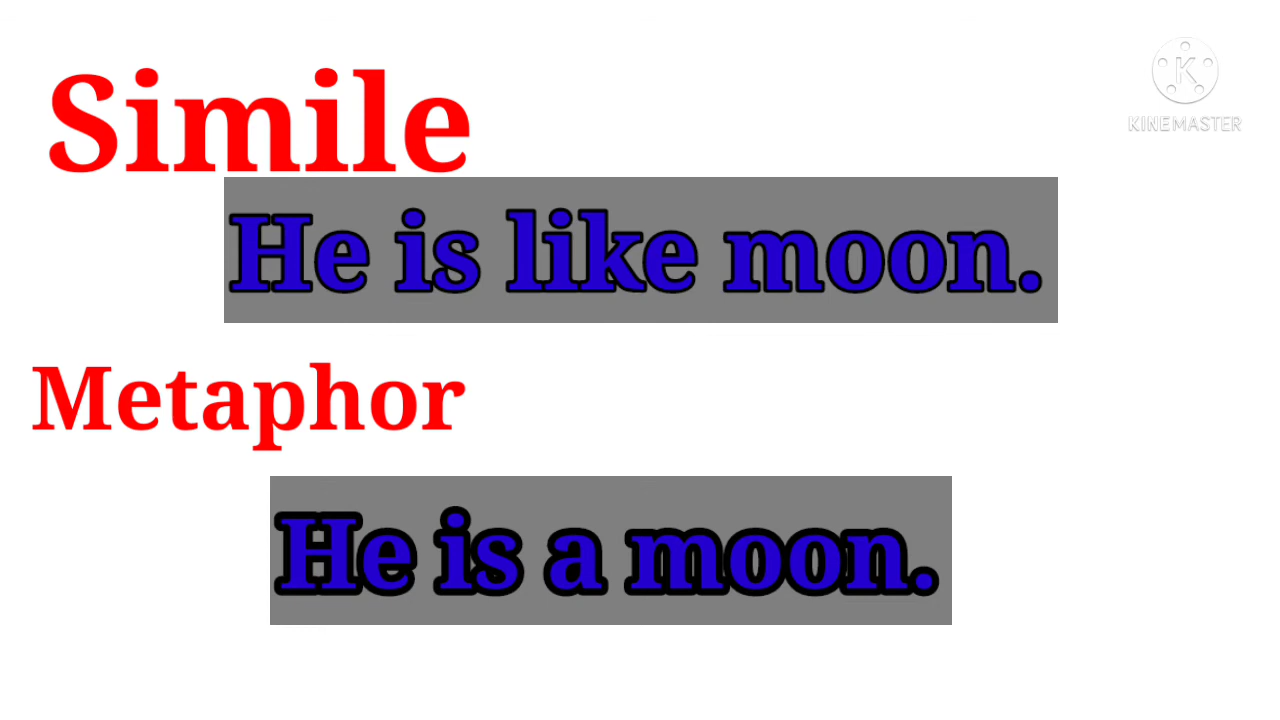 Simile
K
KINEMASTER
He is like moon.
Metaphor
He is a moon.